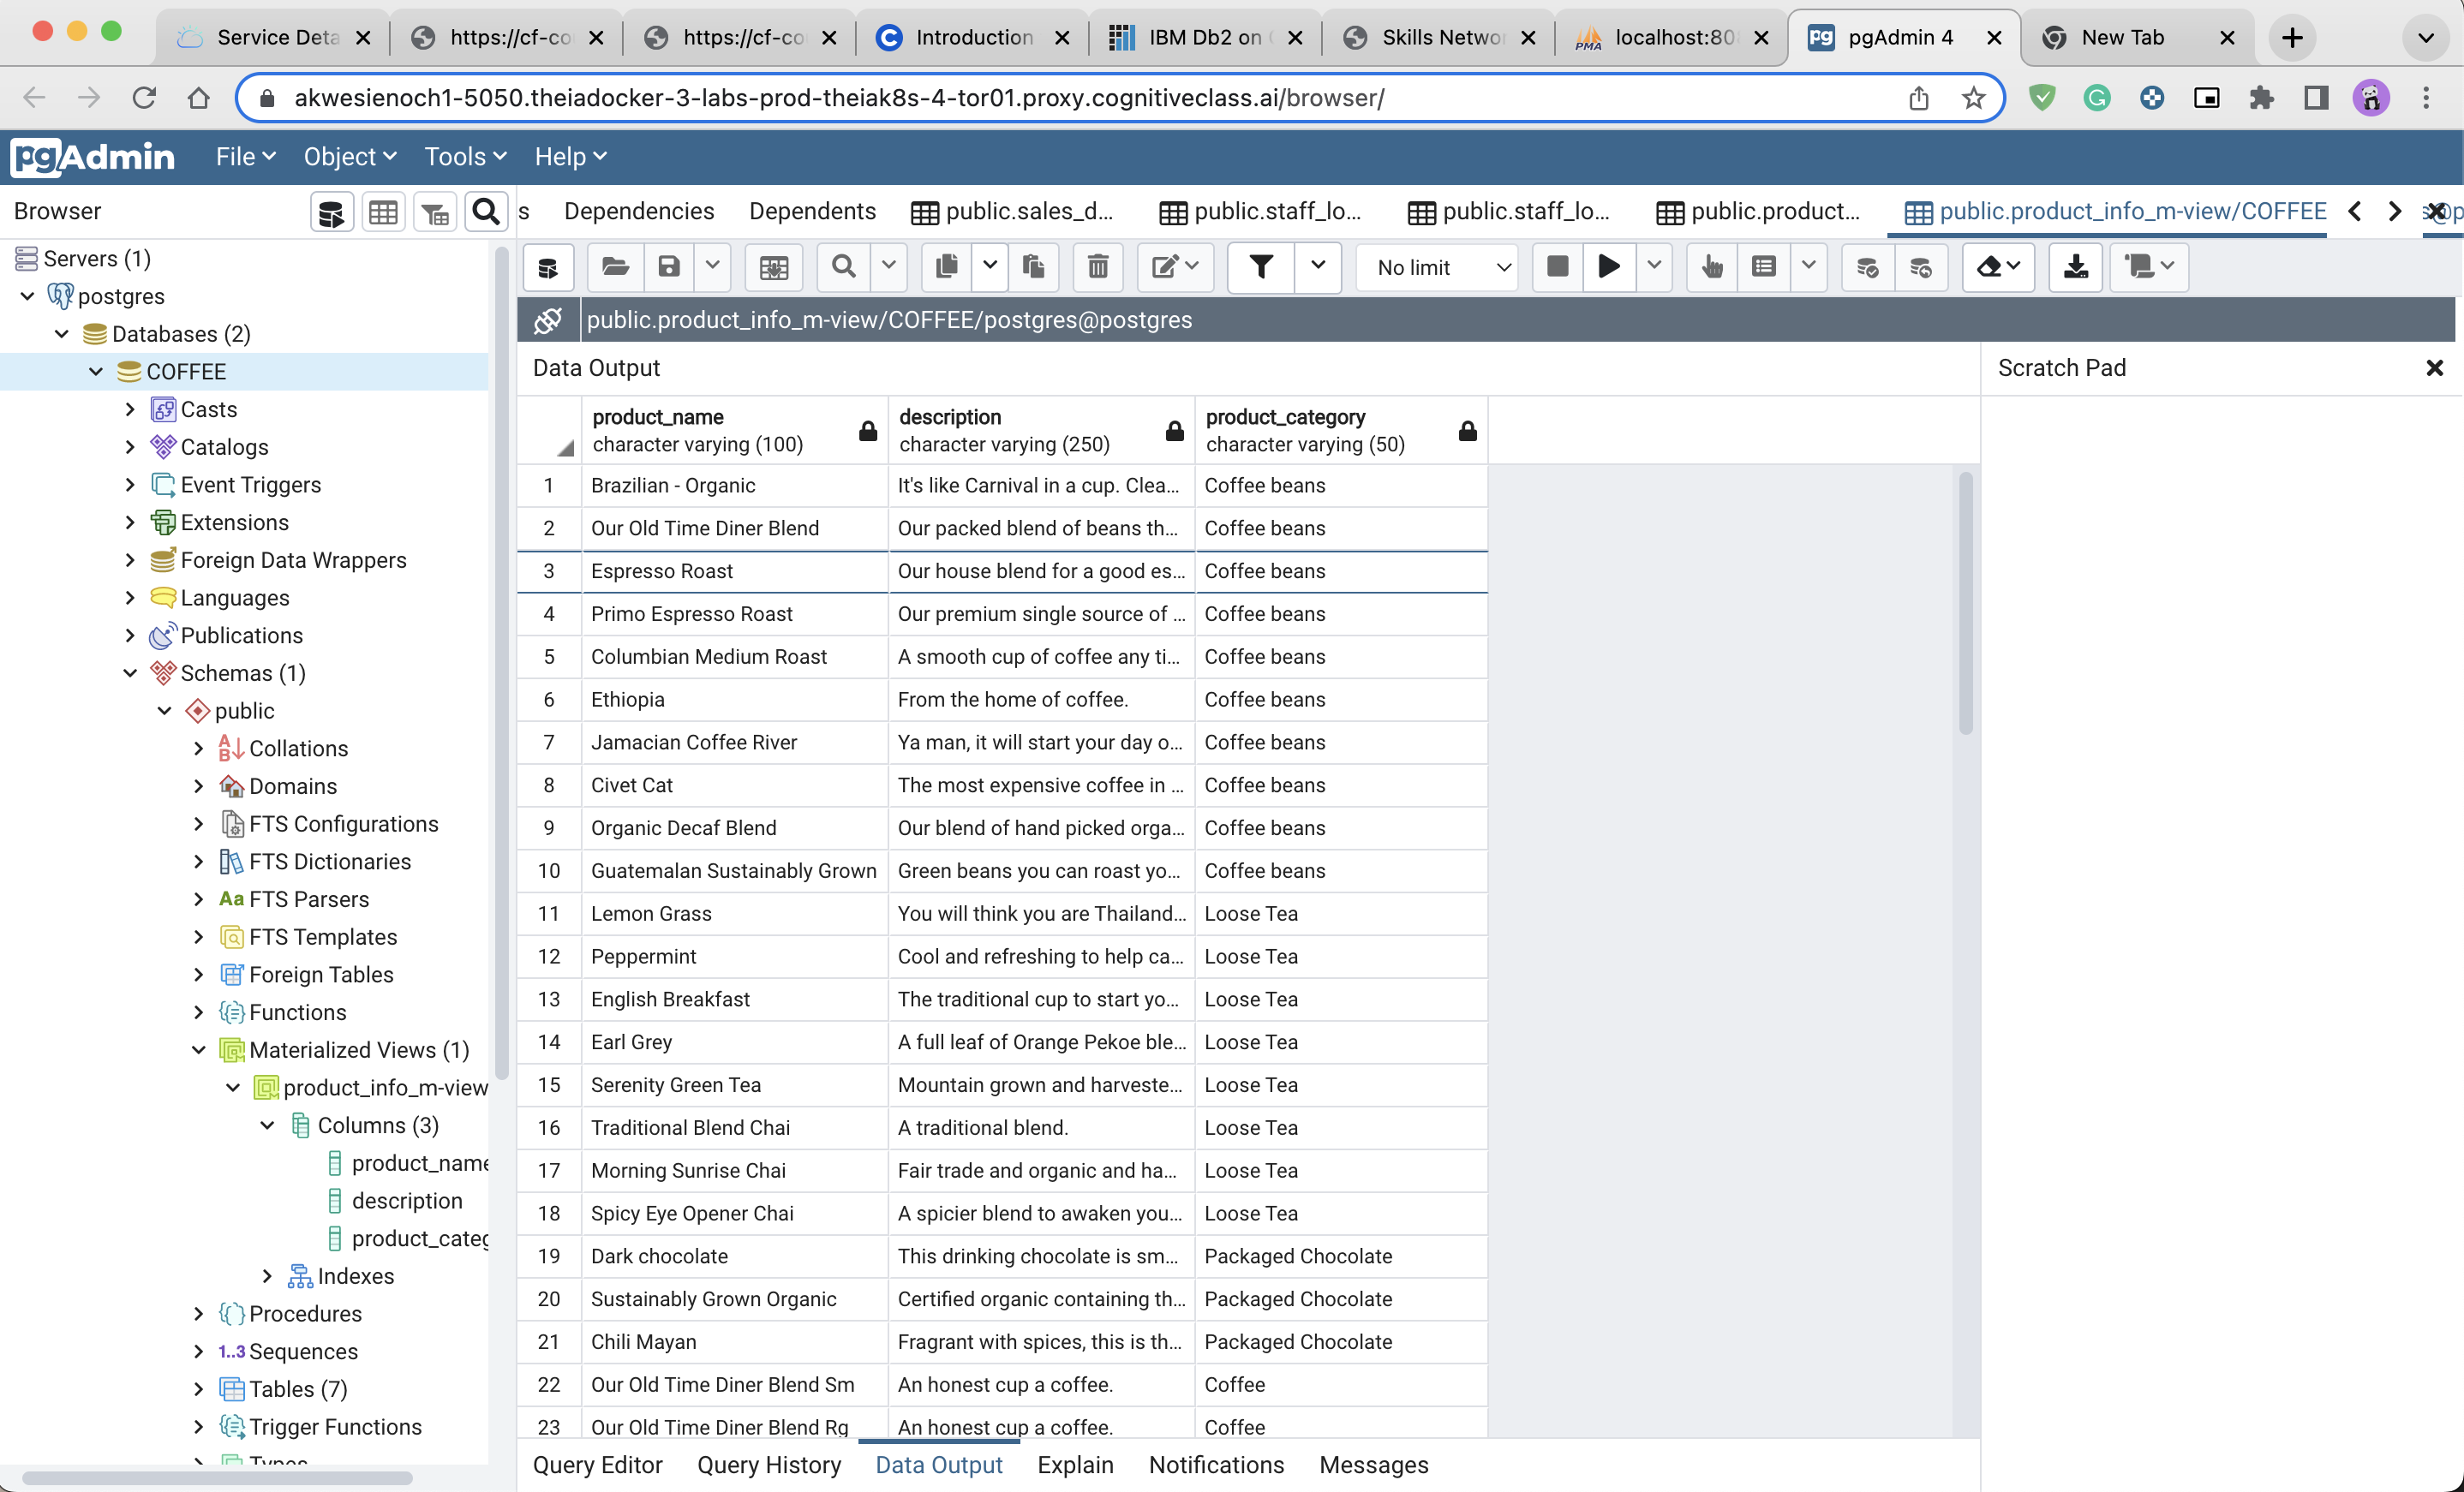 Service Deta
https://cf-co
https://cf-co
Introduction
IBM Db2 on
Skills Networ
PMA localhost:80
pg pgAdmin 4
New Tab
akwesienoch1-5050.theiadocker-3-labs-prod-theiak8s-4-tor01.proxy.cognitiveclass.ai/browser/
pgAdmin File Object Tools Help
Browser
s Dependencies Dependents public.sales_d... public.staff_lo... public.staff_lo... public.product... public.product_info_m-view/COFFEE
No limit
public.product_info_m-view/COFFEE/postgres@postgres
Servers (1)
postgres
Databases (2)
COFFEE
Casts
Catalogs
Event Triggers
Extensions
Foreign Data Wrappers
Languages
Publications
Schemas (1)
public
Collations
Domains
FTS Configurations
FTS Dictionaries
Aa FTS Parsers
FTS Templates
Foreign Tables
Functions
Materialized Views (1)
product_info_m-view
Columns (3)
product_name
description
product_categ
Indexes
Procedures
1..3 Sequences
Tables (7)
Trigger Functions
Types
Data Output
Scratch Pad
product_name description product_category
character varying (100) character varying (250) character varying (50)
1 Brazilian - Organic It's like Carnival in a cup. Clea... Coffee beans
2 Our Old Time Diner Blend Our packed blend of beans th... Coffee beans
3 Espresso Roast Our house blend for a good es... Coffee beans
4 Primo Espresso Roast Our premium single source of ... Coffee beans
5 Columbian Medium Roast A smooth cup of coffee any ti... Coffee beans
6 Ethiopia From the home of coffee. Coffee beans
7 Jamacian Coffee River Ya man, it will start your day o... Coffee beans
8 Civet Cat The most expensive coffee in ... Coffee beans
9 Organic Decaf Blend Our blend of hand picked orga... Coffee beans
10 Guatemalan Sustainably Grown Green beans you can roast yo... Coffee beans
11 Lemon Grass You will think you are Thailand... Loose Tea
12 Peppermint Cool and refreshing to help ca... Loose Tea
13 English Breakfast The traditional cup to start yo... Loose Tea
14 Earl Grey A full leaf of Orange Pekoe ble... Loose Tea
15 Serenity Green Tea Mountain grown and harveste... Loose Tea
16 Traditional Blend Chai A traditional blend. Loose Tea
17 Morning Sunrise Chai Fair trade and organic and ha... Loose Tea
18 Spicy Eye Opener Chai A spicier blend to awaken you... Loose Tea
19 Dark chocolate This drinking chocolate is sm... Packaged Chocolate
20 Sustainably Grown Organic Certified organic containing th... Packaged Chocolate
21 Chili Mayan Fragrant with spices, this is th... Packaged Chocolate
22 Our Old Time Diner Blend Sm An honest cup a coffee. Coffee
23 Our Old Time Diner Blend Rg An honest cup a coffee. Coffee
Query Editor Query History Data Output Explain Notifications Messages